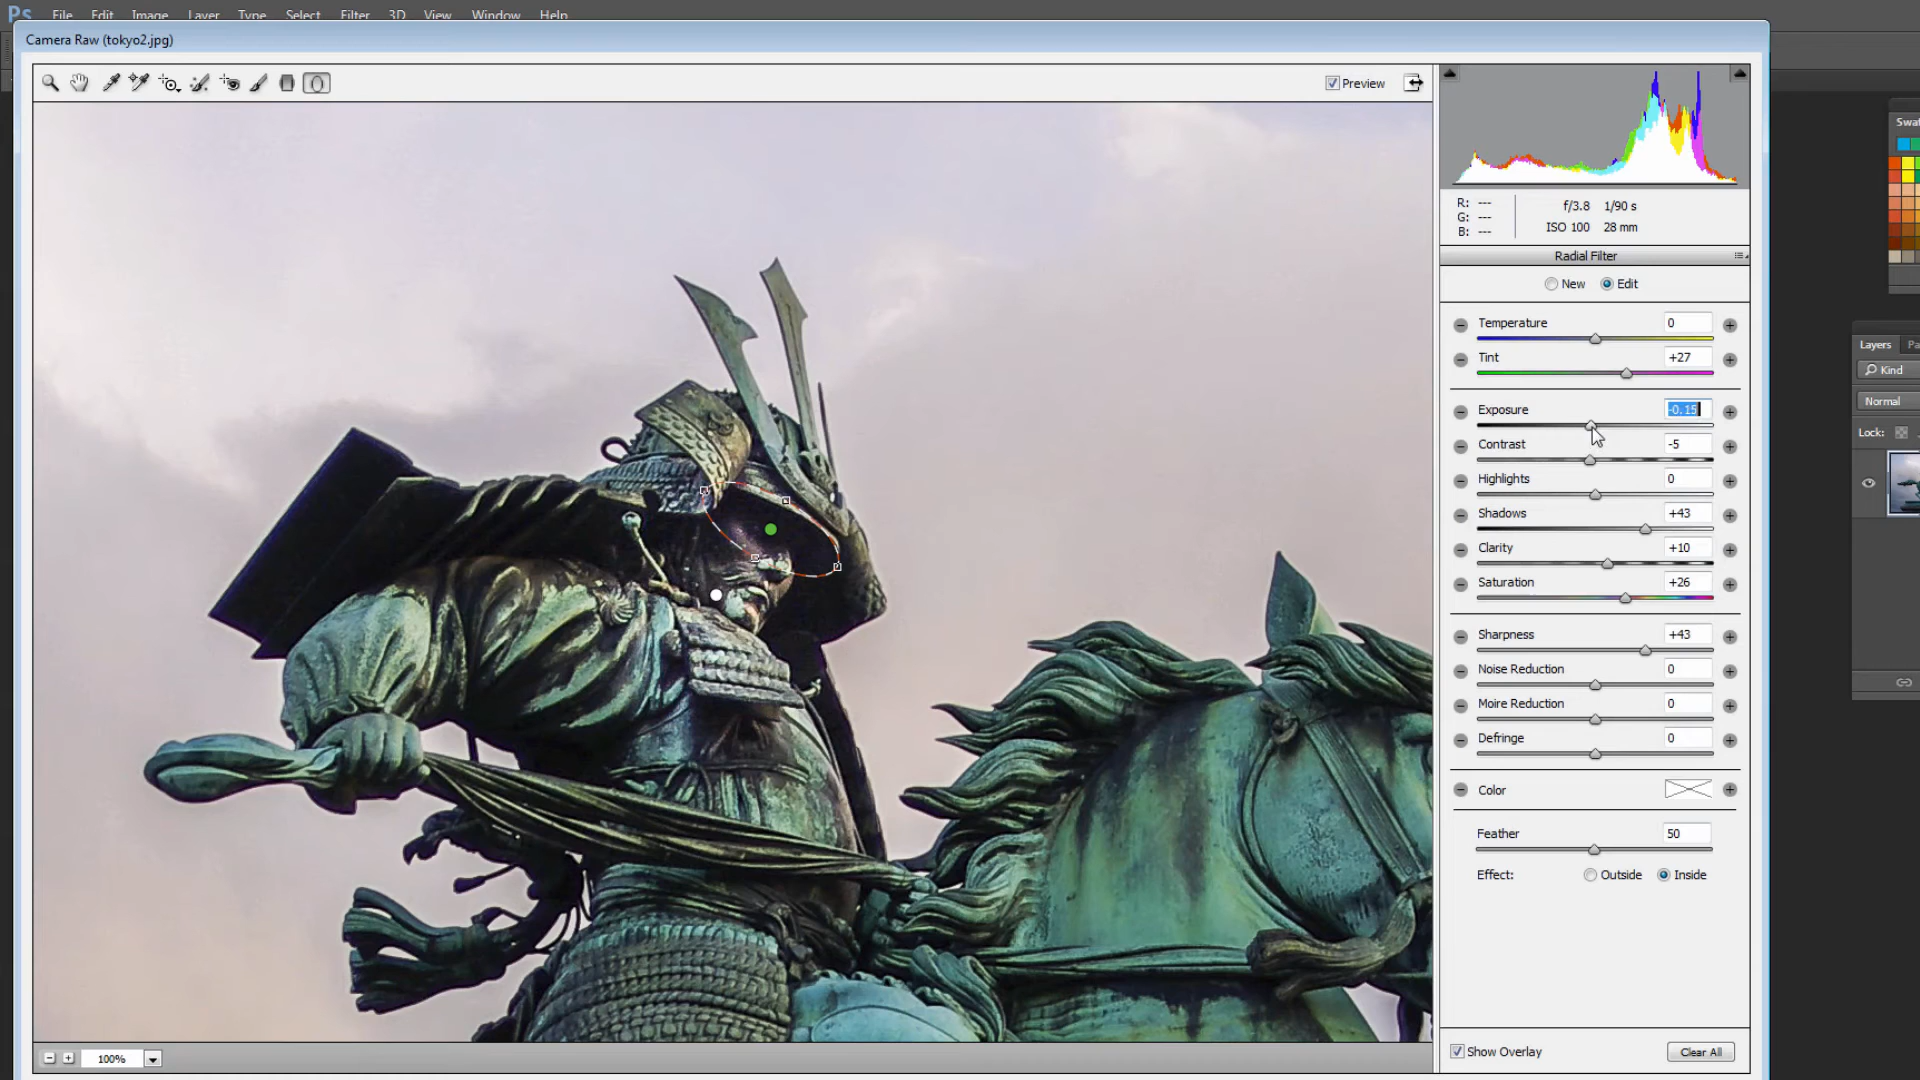 Ps File Edit Image Layer Type Select Filter 3D View Window Help
Camera Raw (tokyo2.jpg)
Preview
R: ---
G: ---
B: ---
f/3.8 1/90 s
ISO 100 28 mm
Radial Filter
New Edit
Temperature 0
Tint +27
Exposure -0.15
Contrast -5
Highlights 0
Shadows +43
Clarity +10
Saturation +26
Sharpness +43
Noise Reduction 0
Moire Reduction 0
Defringe 0
Color
Feather 50
Effect: Outside Inside
Show Overlay Clear All
100%
Swat
Layers Pa
Kind
Normal
Lock: